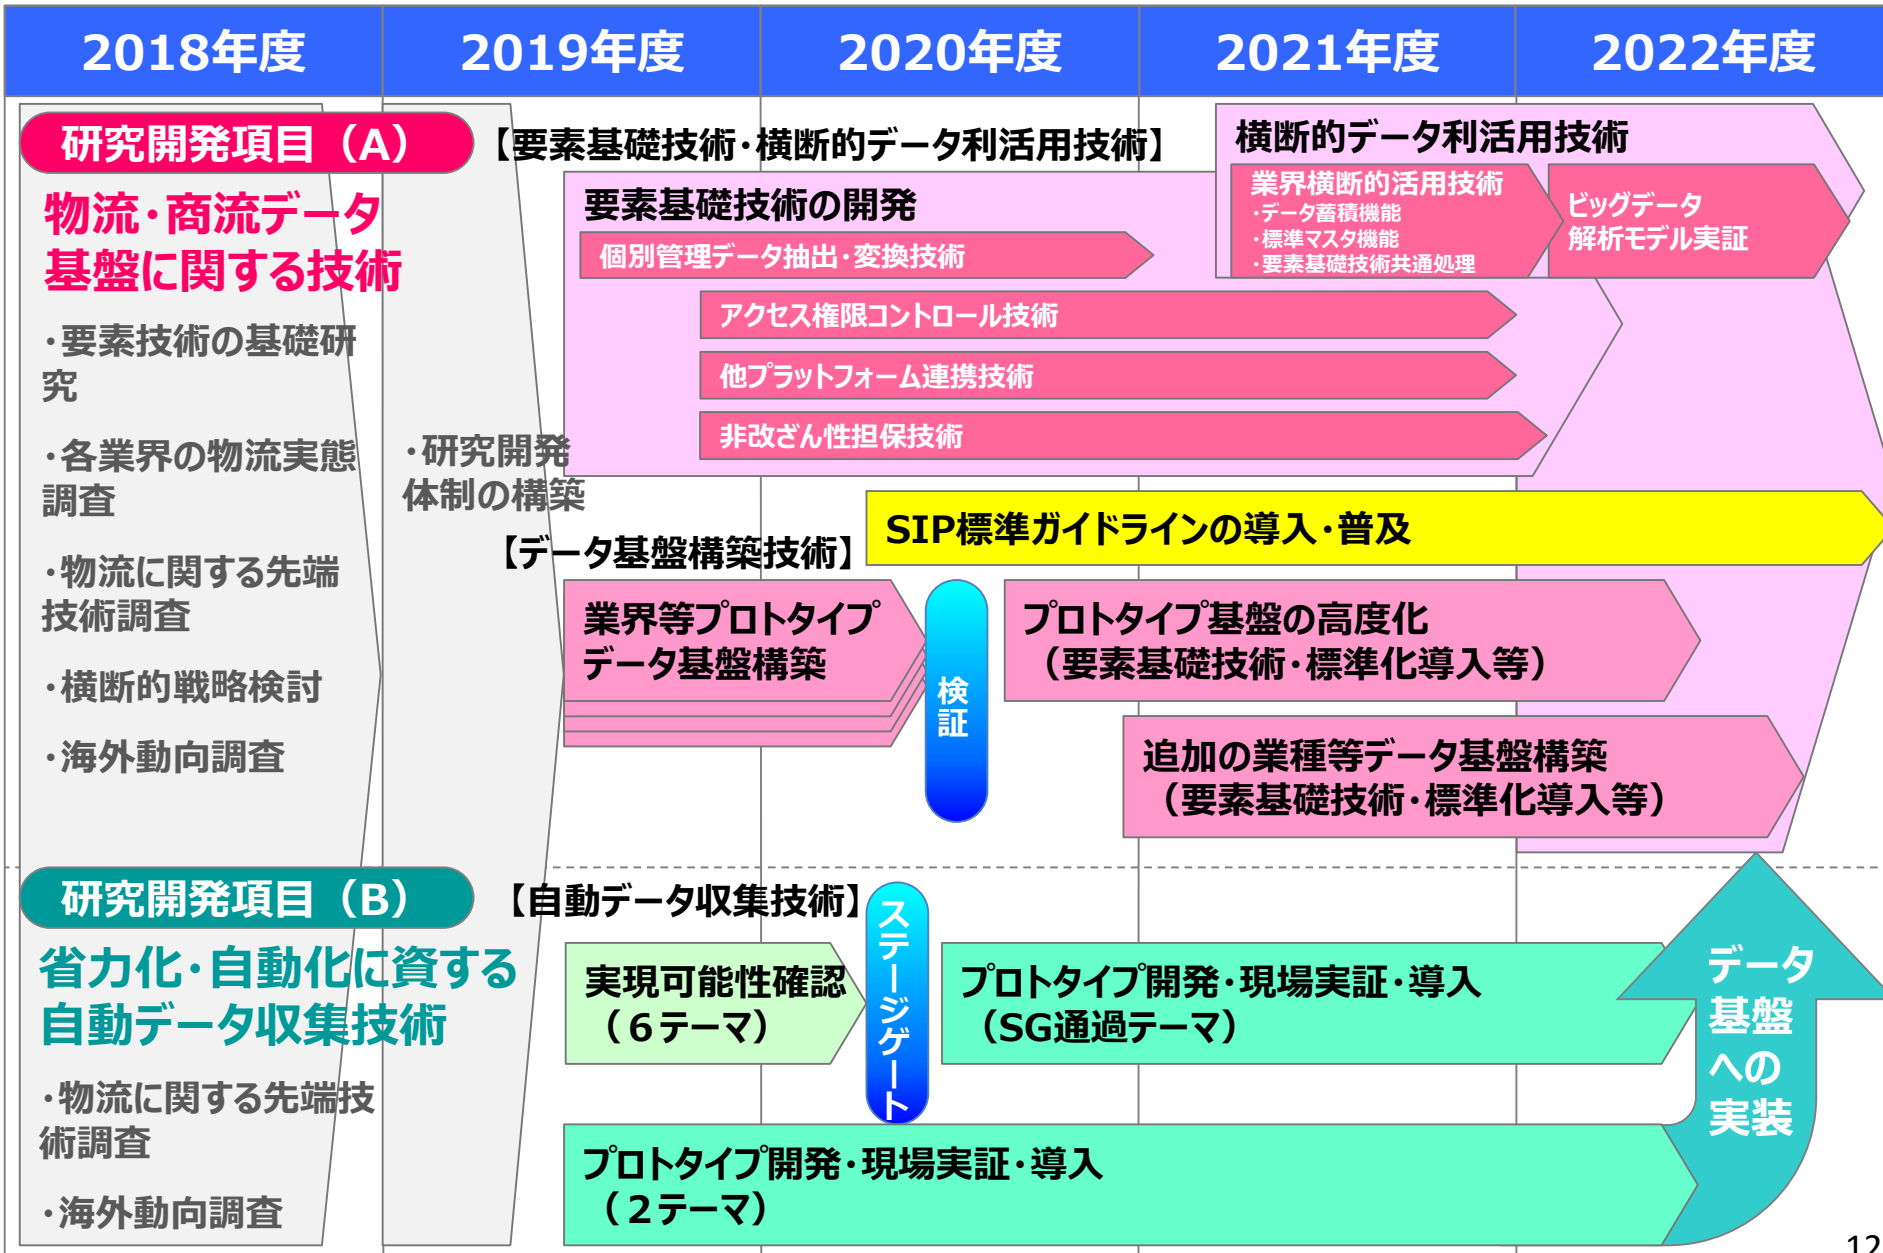 2018年度
2019年度
2020年度
2021年度
2022年度
研究開発項目（A）
物流・商流データ
基盤に関する技術
・要素技術の基礎研
究
・各業界の物流実態
調査
・物流に関する先端
技術調査
・横断的戦略検討
・海外動向調査
・研究開発
体制の構築
【要素基礎技術・横断的データ利活用技術】
要素基礎技術の開発
個別管理データ抽出・変換技術
アクセス権限コントロール技術
他プラットフォーム連携技術
非改ざん性担保技術
横断的データ利活用技術
業界横断的活用技術
・データ蓄積機能
・標準マスタ機能
・要素基礎技術共通処理
ビッグデータ
解析モデル実証
SIP標準ガイドラインの導入・普及
【データ基盤構築技術】
業界等プロトタイプ
データ基盤構築
検証
プロトタイプ基盤の高度化
（要素基礎技術・標準化導入等）
追加の業種等データ基盤構築
（要素基礎技術・標準化導入等）
研究開発項目（B）
省力化・自動化に資する
自動データ収集技術
・物流に関する先端技
術調査
・海外動向調査
【自動データ収集技術】
実現可能性確認
（６テーマ）
ステージゲート
プロトタイプ開発・現場実証・導入
（SG通過テーマ）
プロトタイプ開発・現場実証・導入
（２テーマ）
データ
基盤
への
実装
12